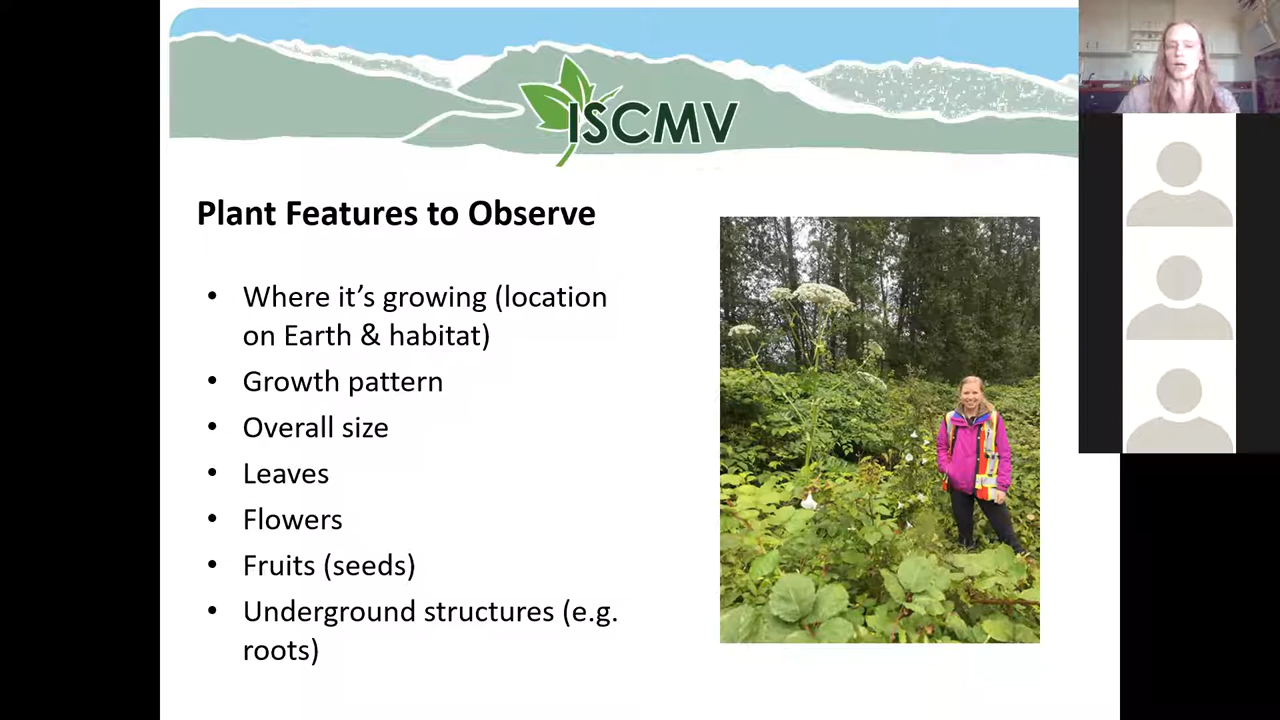 ISCMV
Plant Features to Observe
• Where it’s growing (location
on Earth & habitat)
• Growth pattern
• Overall size
• Leaves
• Flowers
• Fruits (seeds)
• Underground structures (e.g.
roots)